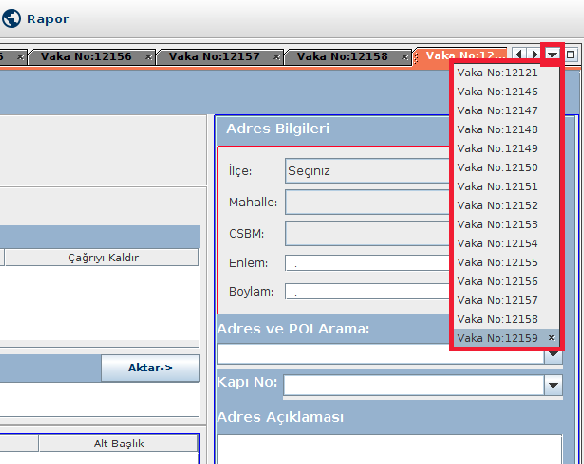 Rapor
6
Vaka No:12156
Vaka No:12157
Vaka No:12158
Vaka No:12...
Vaka No:12121
Vaka No:12146
Vaka No:12147
Vaka No:12148
Vaka No:12149
Vaka No:12150
Vaka No:12151
Vaka No:12152
Vaka No:12153
Vaka No:12154
Vaka No:12155
Vaka No:12156
Vaka No:12157
Vaka No:12158
Vaka No:12159 ×
Adres Bilgileri
İlçe: Seçiniz
Mahalle:
CSBM:
Enlem: .
Boylam: .
Çağrıyı Kaldır
Adres ve POI Arama:
Aktar->
Kapı No:
Adres Açıklaması
Alt Başlık